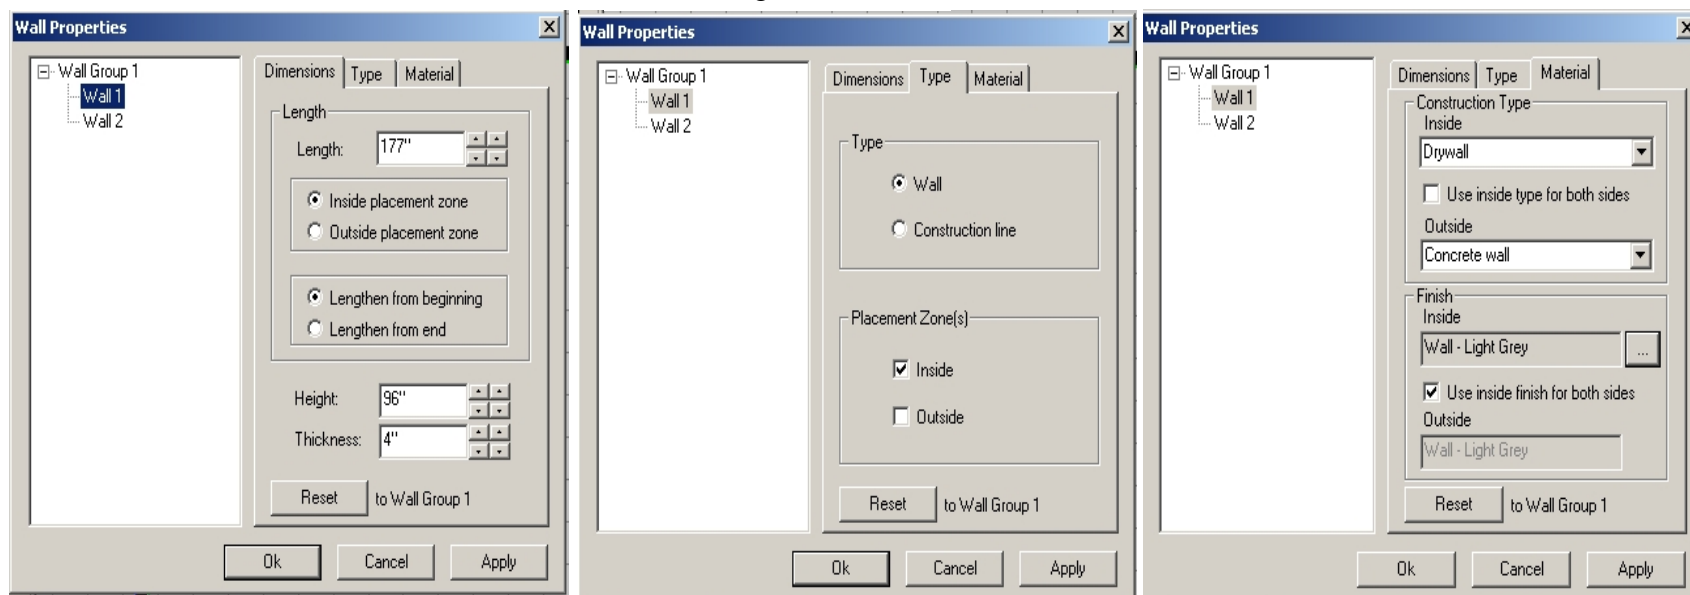 Wall Properties
Wall Group 1
Wall 1
Wall 2
Dimensions Type Material
Length
Length: 177"
Inside placement zone
Outside placement zone
Lengthen from beginning
Lengthen from end
Height: 96"
Thickness: 4"
Reset to Wall Group 1
Ok Cancel Apply
Wall Properties
Wall Group 1
Wall 1
Wall 2
Dimensions Type Material
Type
Wall
Construction line
Placement Zone(s)
Inside
Outside
Reset to Wall Group 1
Ok Cancel Apply
Wall Properties
Wall Group 1
Wall 1
Wall 2
Dimensions Type Material
Construction Type
Inside
Drywall
Use inside type for both sides
Outside
Concrete wall
Finish
Inside
Wall - Light Grey ...
Use inside finish for both sides
Outside
Wall - Light Grey
Reset to Wall Group 1
Ok Cancel Apply